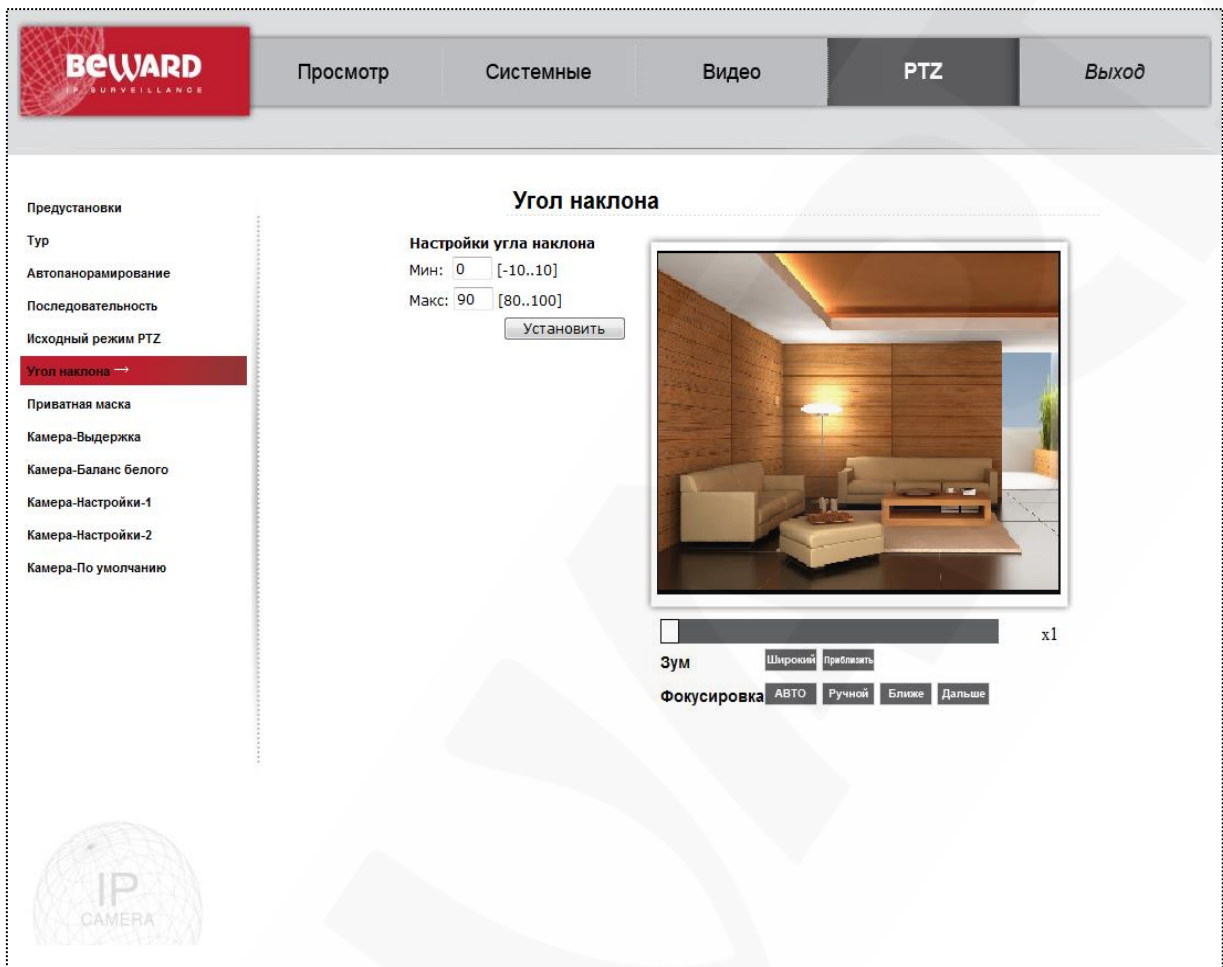 BEWARD
IP SURVEILLANCE
Просмотр
Системные
Видео
PTZ
Выход
Предустановки
Тур
Автопанорамирование
Последовательность
Исходный режим PTZ
Угол наклона →
Приватная маска
Камера-Выдержка
Камера-Баланс белого
Камера-Настройки-1
Камера-Настройки-2
Камера-По умолчанию
Угол наклона
Настройки угла наклона
Мин: 0 [-10..10]
Макс: 90 [80..100]
Установить
x1
Зум Широкий Приблизить
Фокусировка АВТО Ручной Ближе Дальше
IP
CAMERA